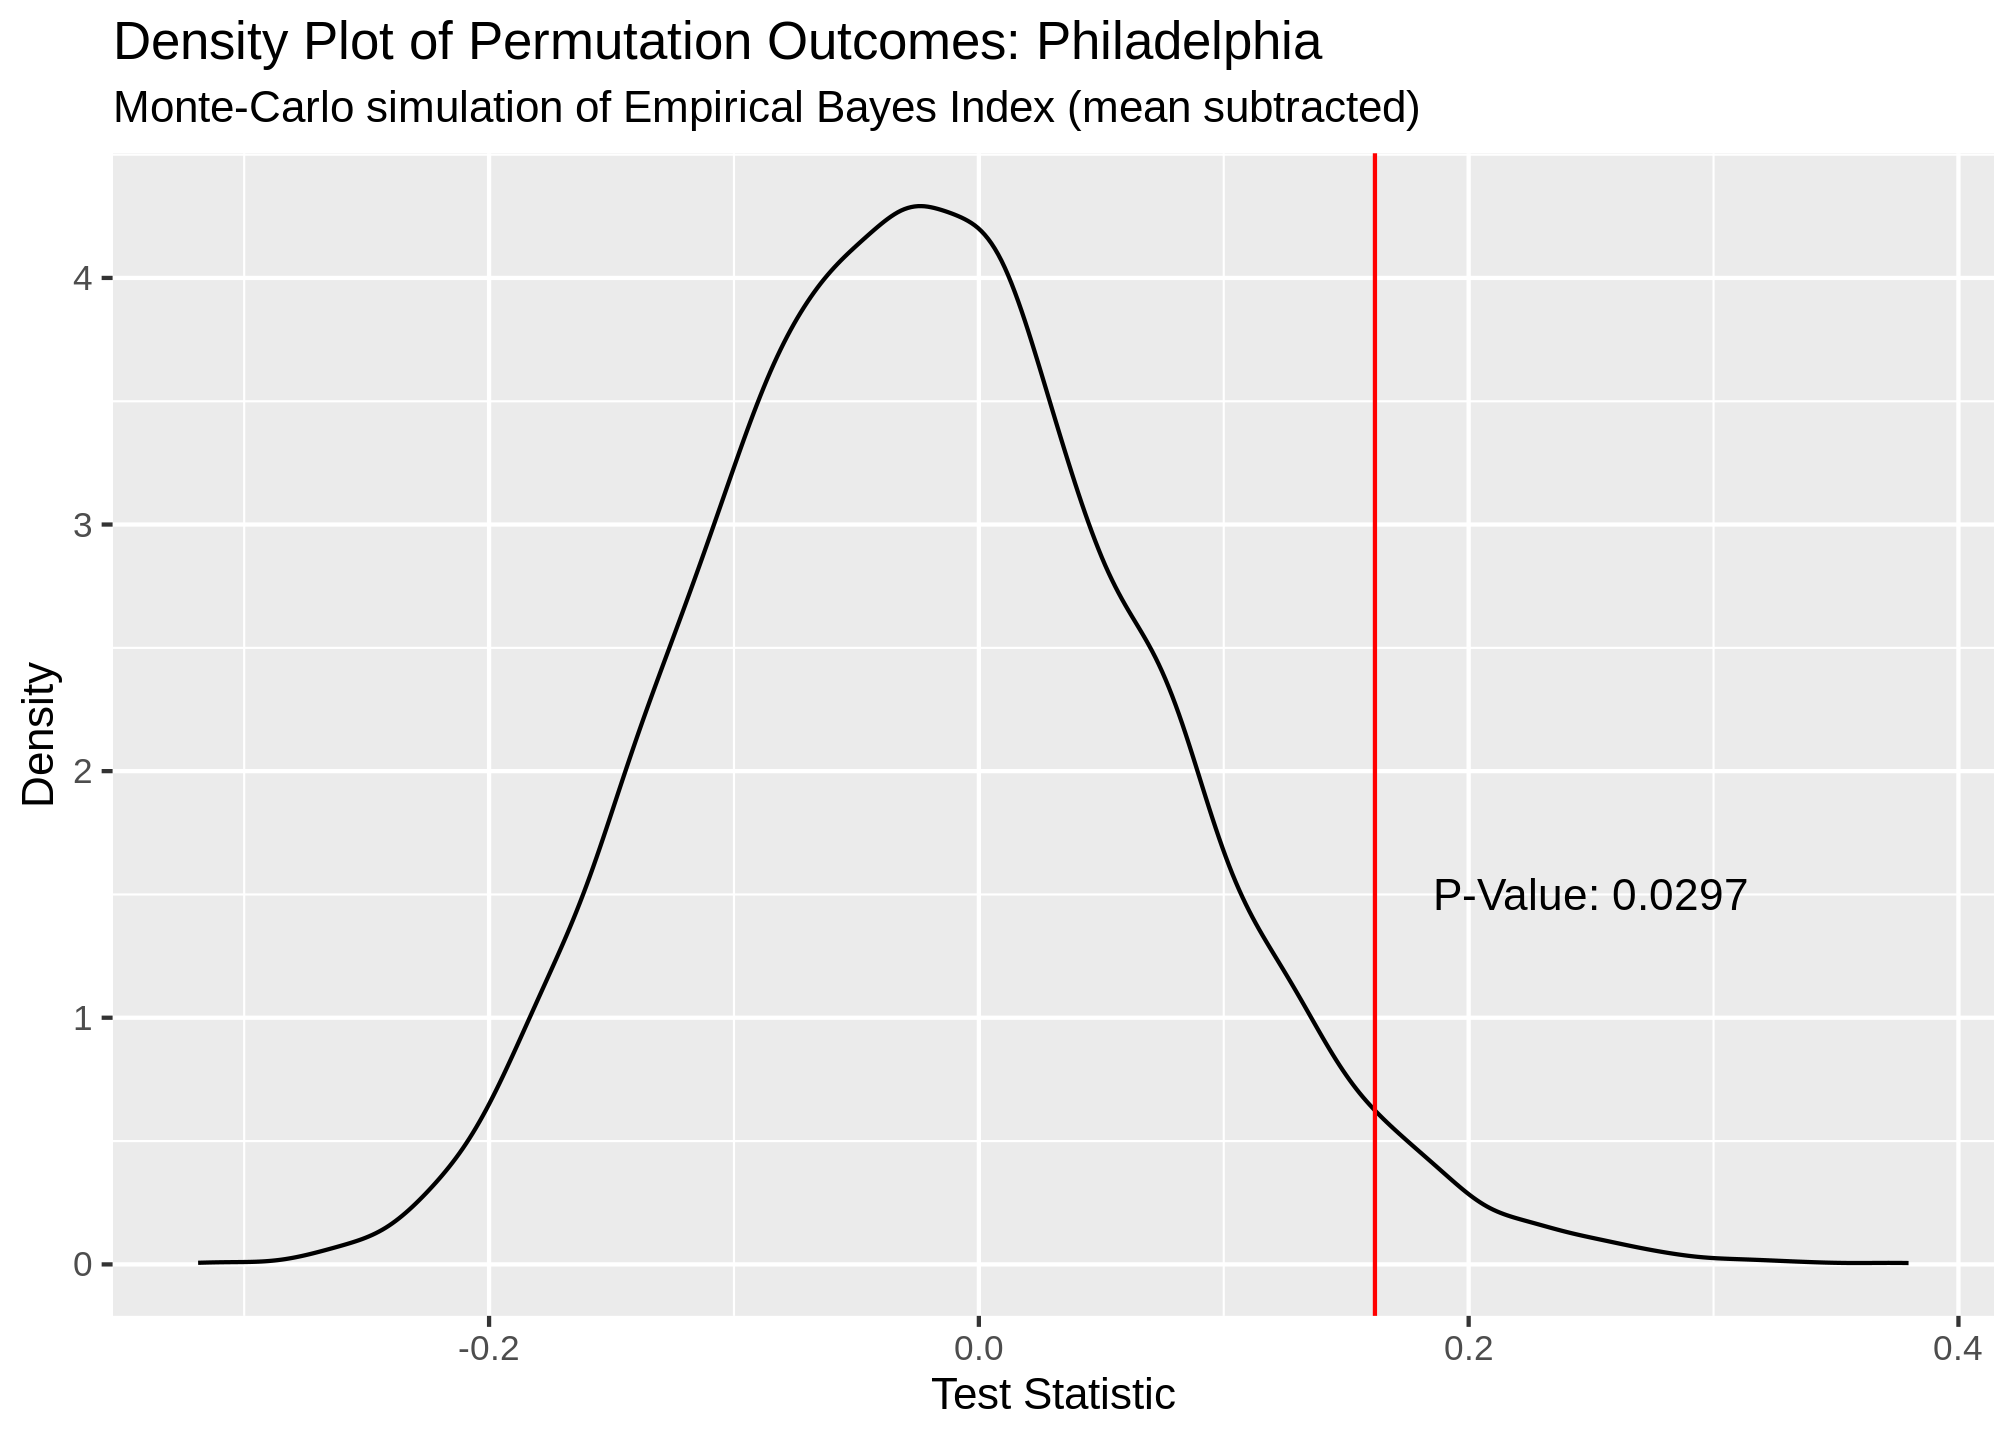 Density Plot of Permutation Outcomes: Philadelphia
Monte-Carlo simulation of Empirical Bayes Index (mean subtracted)
4
3
2
1
0
Density
P-Value: 0.0297
-0.2
0.0
0.2
0.4
Test Statistic